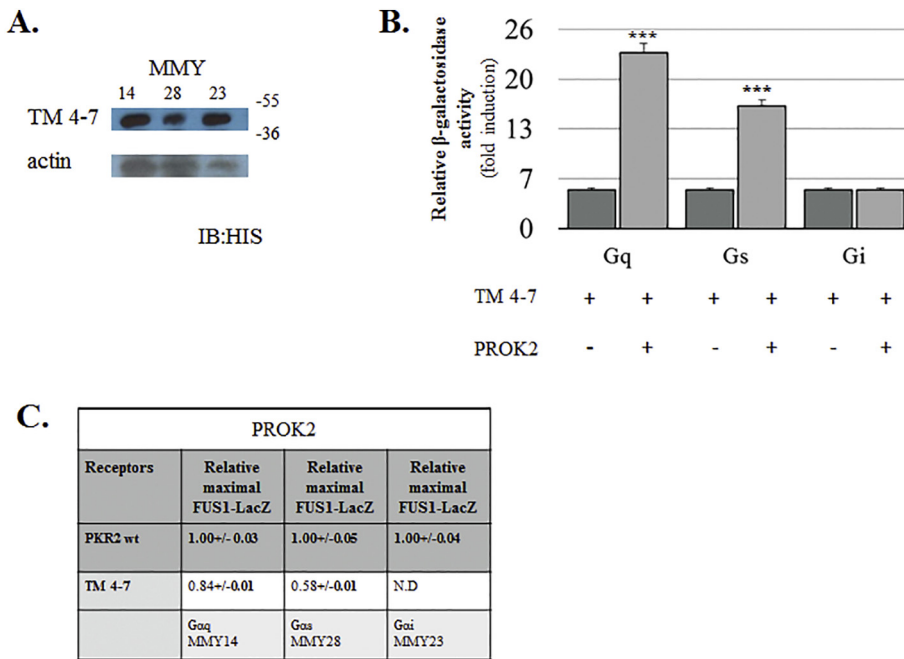 A.
MMY
14 28 23
TM 4-7
-55
-36
actin
IB:HIS
B.
Relative β-galactosidase
activity
(fold induction)
26
20
13
7
0
*** ***
Gq Gs Gi
TM 4-7 + + + + + +
PROK2 - + - + - +
C.
PROK2
Receptors Relative maximal FUS1-LacZ Relative maximal FUS1-LacZ Relative maximal FUS1-LacZ
PKR2 wt 1.00+/- 0.03 1.00+/-0.05 1.00+/-0.04
TM 4-7 0.84+/-0.01 0.58+/-0.01 N.D
Gαq MMY14 Gαs MMY28 Gαi MMY23